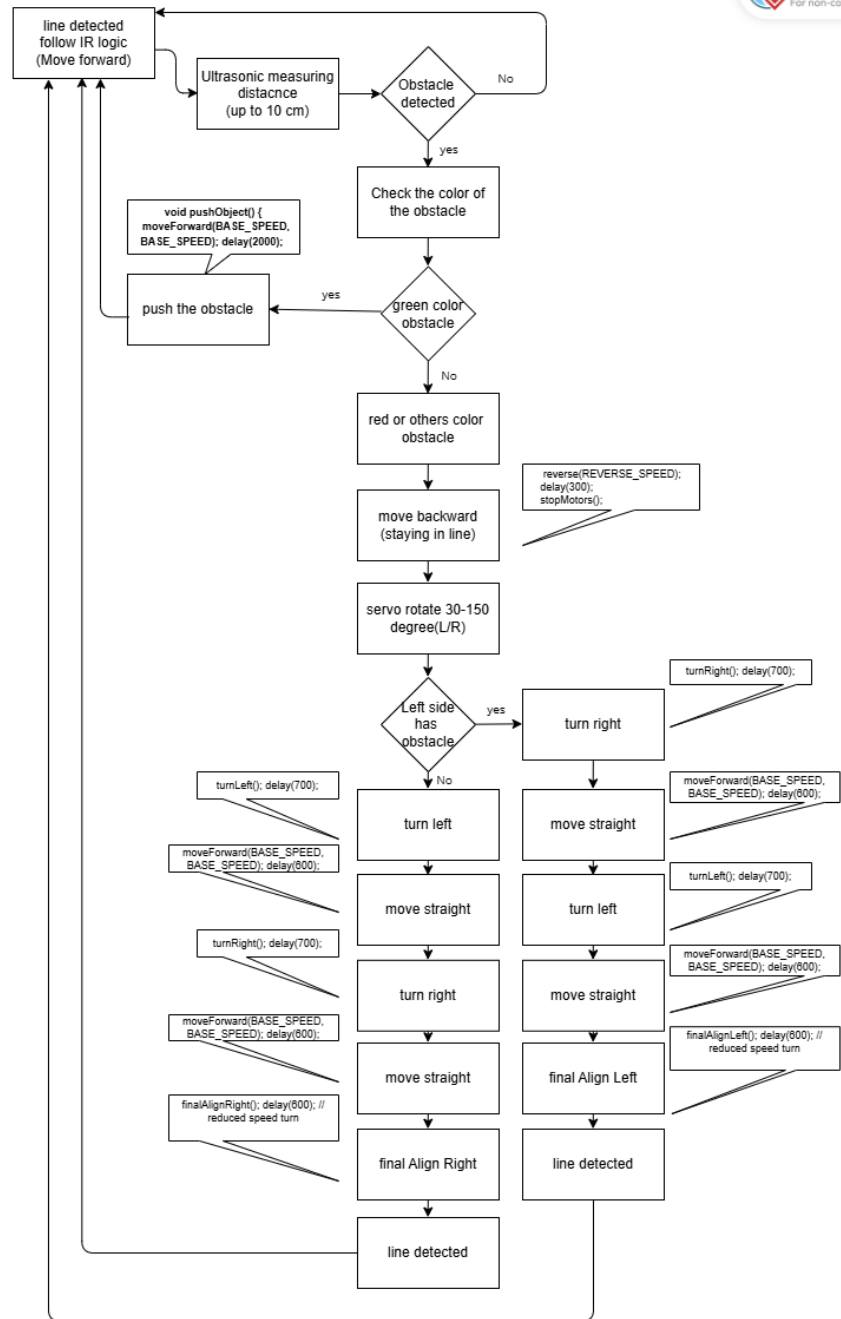 For non-co
line detected
follow IR logic
(Move forward)
Ultrasonic measuring
distacnce
(up to 10 cm)
Obstacle
detected
No
yes
Check the color of
the obstacle
void pushObject() {
moveForward(BASE_SPEED,
BASE_SPEED); delay(2000);
push the obstacle
yes
green color
obstacle
No
red or others color
obstacle
reverse(REVERSE_SPEED);
delay(300);
stopMotors();
move backward
(staying in line)
servo rotate 30-150
degree(L/R)
Left side
has
obstacle
yes
turn right
turnRight(); delay(700);
No
turnLeft(); delay(700);
turn left
move straight
moveForward(BASE_SPEED,
BASE_SPEED); delay(600);
moveForward(BASE_SPEED,
BASE_SPEED); delay(600);
move straight
turn left
turnLeft(); delay(700);
turnRight(); delay(700);
turn right
move straight
moveForward(BASE_SPEED,
BASE_SPEED); delay(600);
moveForward(BASE_SPEED,
BASE_SPEED); delay(600);
move straight
final Align Left
finalAlignLeft(); delay(600); //
reduced speed turn
finalAlignRight(); delay(600); //
reduced speed turn
final Align Right
line detected
line detected